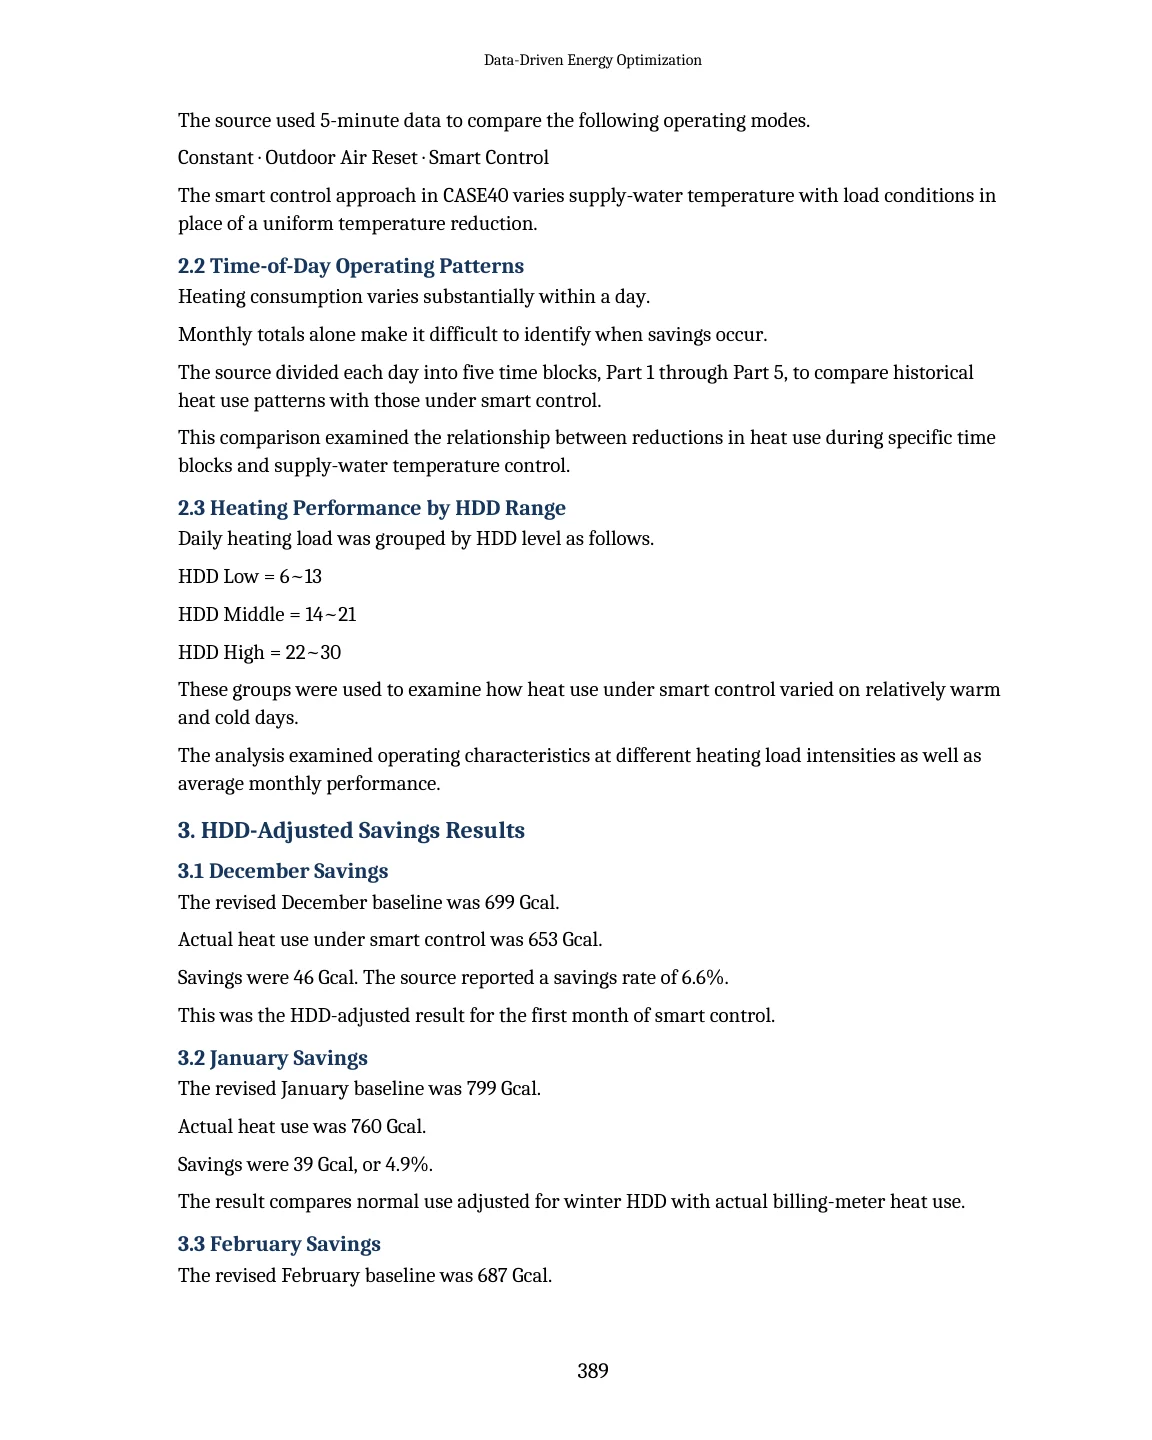 Data-Driven Energy Optimization
The source used 5-minute data to compare the following operating modes.
Constant · Outdoor Air Reset · Smart Control
The smart control approach in CASE40 varies supply-water temperature with load conditions in
place of a uniform temperature reduction.
2.2 Time-of-Day Operating Patterns
Heating consumption varies substantially within a day.
Monthly totals alone make it difficult to identify when savings occur.
The source divided each day into five time blocks, Part 1 through Part 5, to compare historical
heat use patterns with those under smart control.
This comparison examined the relationship between reductions in heat use during specific time
blocks and supply-water temperature control.
2.3 Heating Performance by HDD Range
Daily heating load was grouped by HDD level as follows.
HDD Low = 6~13
HDD Middle = 14~21
HDD High = 22~30
These groups were used to examine how heat use under smart control varied on relatively warm
and cold days.
The analysis examined operating characteristics at different heating load intensities as well as
average monthly performance.
3. HDD-Adjusted Savings Results
3.1 December Savings
The revised December baseline was 699 Gcal.
Actual heat use under smart control was 653 Gcal.
Savings were 46 Gcal. The source reported a savings rate of 6.6%.
This was the HDD-adjusted result for the first month of smart control.
3.2 January Savings
The revised January baseline was 799 Gcal.
Actual heat use was 760 Gcal.
Savings were 39 Gcal, or 4.9%.
The result compares normal use adjusted for winter HDD with actual billing-meter heat use.
3.3 February Savings
The revised February baseline was 687 Gcal.
389